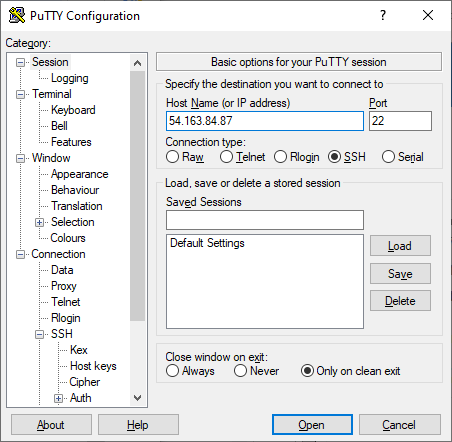 PuTTY Configuration
Category:
Session
Logging
Terminal
Keyboard
Bell
Features
Window
Appearance
Behaviour
Translation
Selection
Colours
Connection
Data
Proxy
Telnet
Rlogin
SSH
Kex
Host keys
Cipher
Auth
Basic options for your PuTTY session
Specify the destination you want to connect to
Host Name (or IP address) Port
54.163.84.87 22
Connection type:
Raw Telnet Rlogin SSH Serial
Load, save or delete a stored session
Saved Sessions
Default Settings
Load
Save
Delete
Close window on exit:
Always Never Only on clean exit
About Help Open Cancel